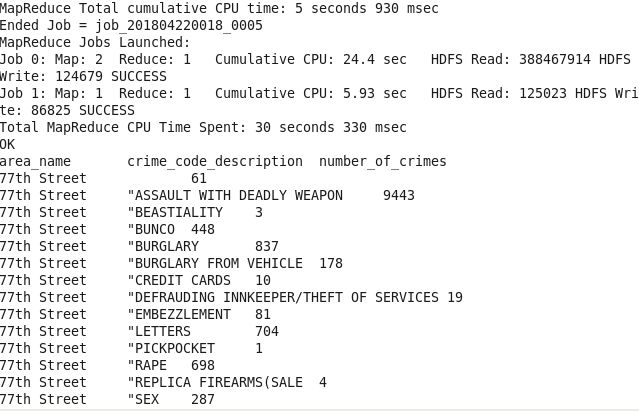 MapReduce Total cumulative CPU time: 5 seconds 930 msec
Ended Job = job_201804220018_0005
MapReduce Jobs Launched:
Job 0: Map: 2  Reduce: 1   Cumulative CPU: 24.4 sec   HDFS Read: 388467914 HDFS
Write: 124679 SUCCESS
Job 1: Map: 1  Reduce: 1   Cumulative CPU: 5.93 sec   HDFS Read: 125023 HDFS Wri
te: 86825 SUCCESS
Total MapReduce CPU Time Spent: 30 seconds 330 msec
OK
area_name       crime_code_description  number_of_crimes
77th Street             61
77th Street     "ASSAULT WITH DEADLY WEAPON     9443
77th Street     "BEASTIALITY    3
77th Street     "BUNCO  448
77th Street     "BURGLARY       837
77th Street     "BURGLARY FROM VEHICLE  178
77th Street     "CREDIT CARDS   10
77th Street     "DEFRAUDING INNKEEPER/THEFT OF SERVICES 19
77th Street     "EMBEZZLEMENT   81
77th Street     "LETTERS        704
77th Street     "PICKPOCKET     1
77th Street     "RAPE   698
77th Street     "REPLICA FIREARMS(SALE  4
77th Street     "SEX    287